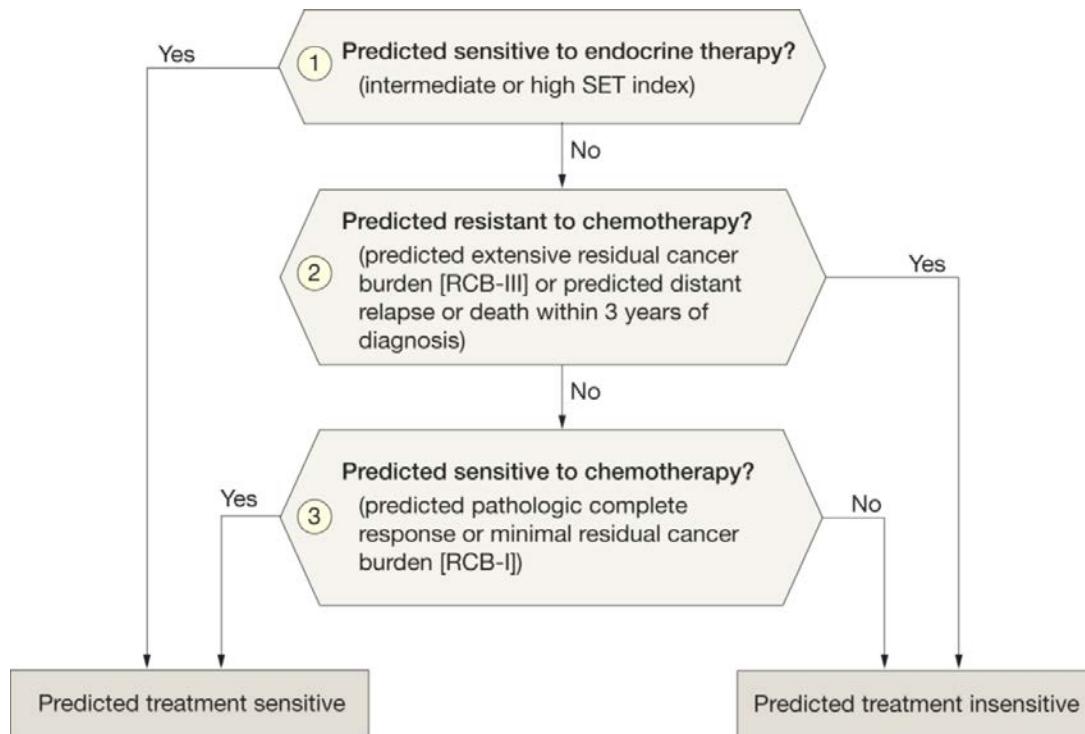 Yes
1
Predicted sensitive to endocrine therapy?
(intermediate or high SET index)
No
Predicted resistant to chemotherapy?
2
(predicted extensive residual cancer
burden [RCB-III] or predicted distant
relapse or death within 3 years of
diagnosis)
Yes
No
Predicted sensitive to chemotherapy?
Yes
3
(predicted pathologic complete
response or minimal residual cancer
burden [RCB-I])
No
Predicted treatment sensitive
Predicted treatment insensitive